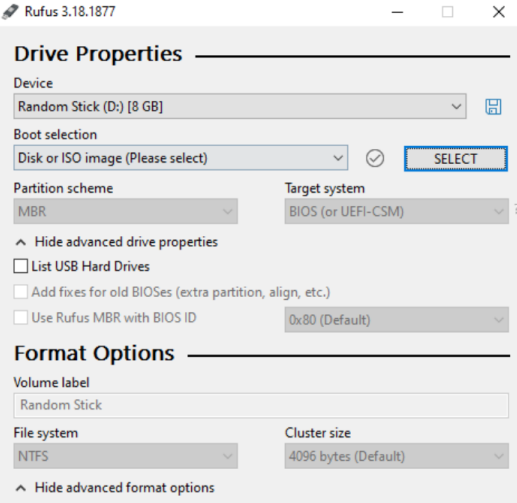 Rufus 3.18.1877
Drive Properties
Device
Random Stick (D:) [8 GB]
Boot selection
Disk or ISO image (Please select)
SELECT
Partition scheme
Target system
MBR
BIOS (or UEFI-CSM)
Hide advanced drive properties
List USB Hard Drives
Add fixes for old BIOSes (extra partition, align, etc.)
Use Rufus MBR with BIOS ID
0x80 (Default)
Format Options
Volume label
Random Stick
File system
Cluster size
NTFS
4096 bytes (Default)
Hide advanced format options